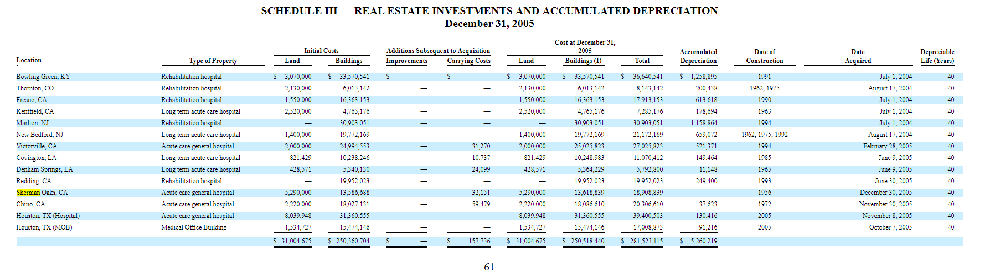 SCHEDULE III — REAL ESTATE INVESTMENTS AND ACCUMULATED DEPRECIATION
December 31, 2005
Cost at December 31,
Initial Costs Additions Subsequent to Acquisition 2005 Accumulated Date of Date Depreciable
Location Type of Property Land Buildings Improvements Carrying Costs Land Buildings (1) Total Depreciation Construction Acquired Life (Years)
Bowling Green, KY Rehabilitation hospital $ 3,070,000 $ 33,570,541 $ — $ — $ 3,070,000 $ 33,570,541 $ 36,640,541 $ 1,258,895 1991 July 1, 2004 40
Thornton, CO Rehabilitation hospital 2,130,000 6,013,142 — — 2,130,000 6,013,142 8,143,142 200,438 1962, 1975 August 17, 2004 40
Fresno, CA Rehabilitation hospital 1,550,000 16,363,153 — — 1,550,000 16,363,153 17,913,153 613,618 1990 July 1, 2004 40
Kentfield, CA Long term acute care hospital 2,520,000 4,765,176 — — 2,520,000 4,765,176 7,285,176 178,694 1963 July 1, 2004 40
Marlton, NJ Rehabilitation hospital — 30,903,051 — — — 30,903,051 30,903,051 1,158,864 1994 July 1, 2004 40
New Bedford, NJ Long term acute care hospital 1,400,000 19,772,169 — — 1,400,000 19,772,169 21,172,169 659,072 1962, 1975, 1992 August 17, 2004 40
Victorville, CA Acute care general hospital 2,000,000 24,994,553 — 31,270 2,000,000 25,025,823 27,025,823 521,371 1994 February 28, 2005 40
Covington, LA Long term acute care hospital 821,429 10,238,246 — 10,737 821,429 10,248,983 11,070,412 149,464 1985 June 9, 2005 40
Denham Springs, LA Long term acute care hospital 428,571 5,340,130 — 24,099 428,571 5,364,229 5,792,800 11,148 1965 June 9, 2005 40
Redding, CA Rehabilitation hospital — 19,952,023 — — — 19,952,023 19,952,023 249,400 1993 June 30, 2005 40
Sherman Oaks, CA Acute care general hospital 5,290,000 13,586,688 — 32,151 5,290,000 13,618,839 18,908,839 — 1956 December 30, 2005 40
Chino, CA Acute care general hospital 2,220,000 18,027,131 — 59,479 2,220,000 18,086,610 20,306,610 37,623 1972 November 30, 2005 40
Houston, TX (Hospital) Acute care general hospital 8,039,948 31,360,555 — — 8,039,948 31,360,555 39,400,503 130,416 2005 November 8, 2005 40
Houston, TX (MOB) Medical Office Building 1,534,727 15,474,146 — — 1,534,727 15,474,146 17,008,873 91,216 2005 October 7, 2005 40
$ 31,004,675 $ 250,360,704 $ — $ 157,736 $ 31,004,675 $ 250,518,440 $ 281,523,115 $ 5,260,219
61